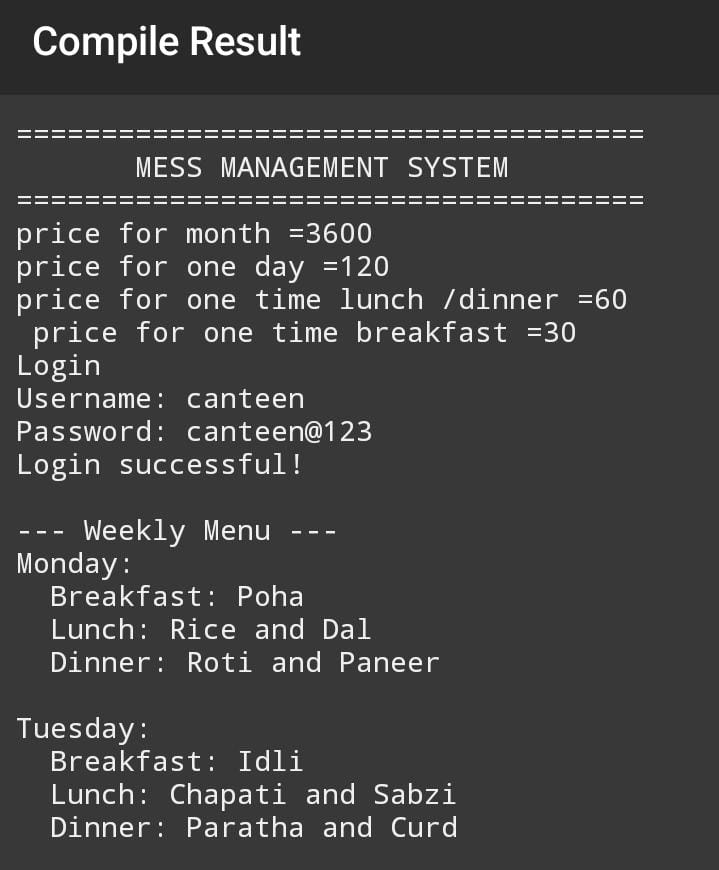 Compile Result
=====================================
MESS MANAGEMENT SYSTEM
=====================================
price for month =3600
price for one day =120
price for one time lunch /dinner =60
price for one time breakfast =30
Login
Username: canteen
Password: canteen@123
Login successful!
--- Weekly Menu ---
Monday:
Breakfast: Poha
Lunch: Rice and Dal
Dinner: Roti and Paneer
Tuesday:
Breakfast: Idli
Lunch: Chapati and Sabzi
Dinner: Paratha and Curd